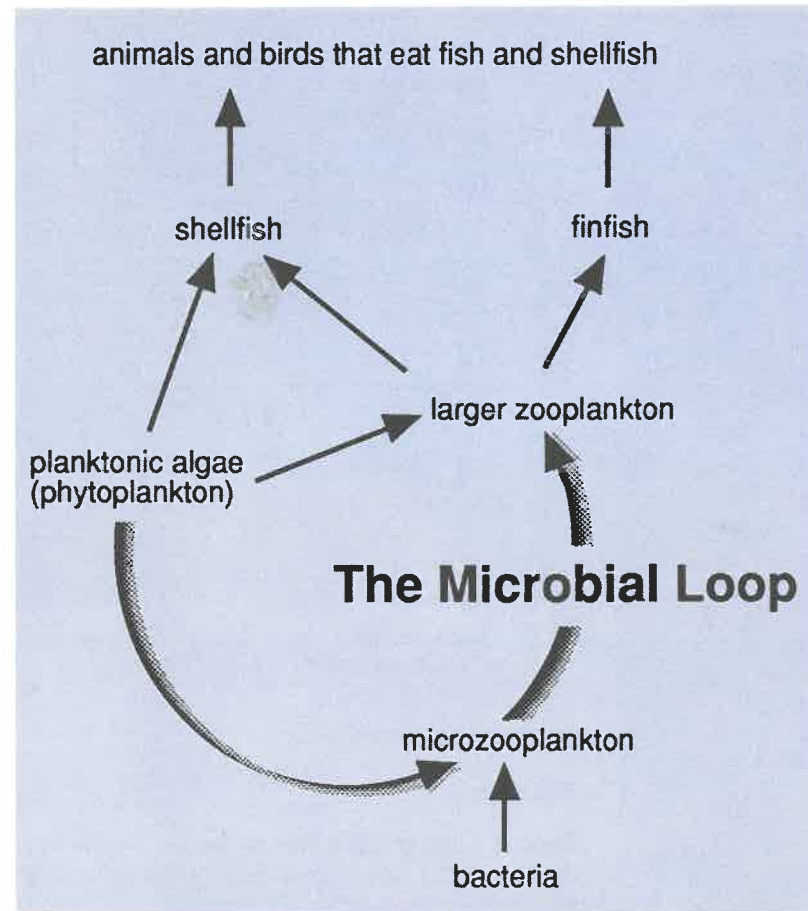 animals and birds that eat fish and shellfish
shellfish
finfish
larger zooplankton
planktonic algae
(phytoplankton)
The Microbial Loop
microzooplankton
bacteria